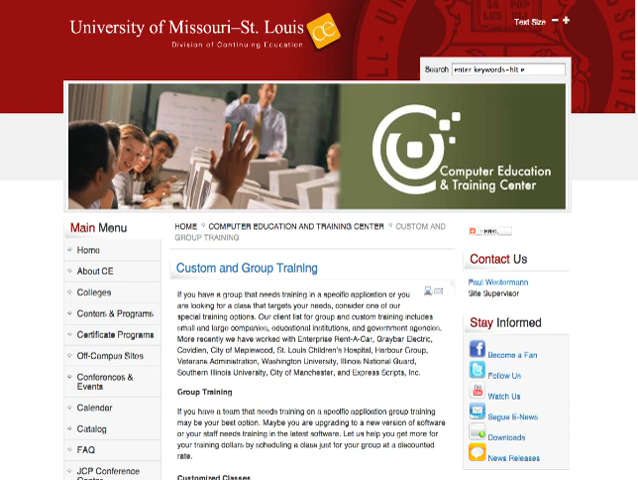 University of Missouri–St. Louis
ce
Division of Continuing Education
Text Size
Search
enter keywords-hit e
Computer Education
& Training Center
Main Menu
Home
About CE
Colleges
Centers & Programs
Certificate Programs
Off-Campus Sites
Conferences &
Events
Calendar
Catalog
FAQ
JCP Conference
Center
HOME COMPUTER EDUCATION AND TRAINING CENTER CUSTOM AND
GROUP TRAINING
Custom and Group Training
If you have a group that needs training in a specific application or you
are looking for a class that targets your needs, consider one of our
special training options. Our client list for group and custom training includes
small and large companies, educational institutions, and government agencies.
More recently we have worked with Enterprise Rent-A-Car, Graybar Electric,
Covidien, City of Maplewood, St. Louis Children's Hospital, Harbour Group,
Veterans Administration, Washington University, Illinois National Guard,
Southern Illinois University, City of Manchester, and Express Scripts, Inc.
Group Training
If you have a team that needs training on a specific application group training
may be your best option. Maybe you are upgrading to a new version of software
or your staff needs training in the latest software. Let us help you get more for
your training dollars by scheduling a class just for your group at a discounted
rate.
Customized Classes
Contact Us
Paul Westermann
Site Supervisor
Stay Informed
Become a Fan
Follow Us
Watch Us
Segue E-News
Downloads
News Releases